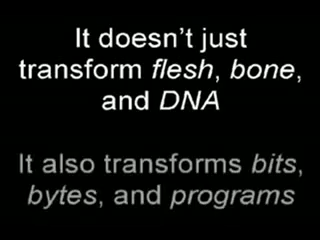 It doesn’t just
transform flesh, bone,
and DNA
It also transforms bits,
bytes, and programs